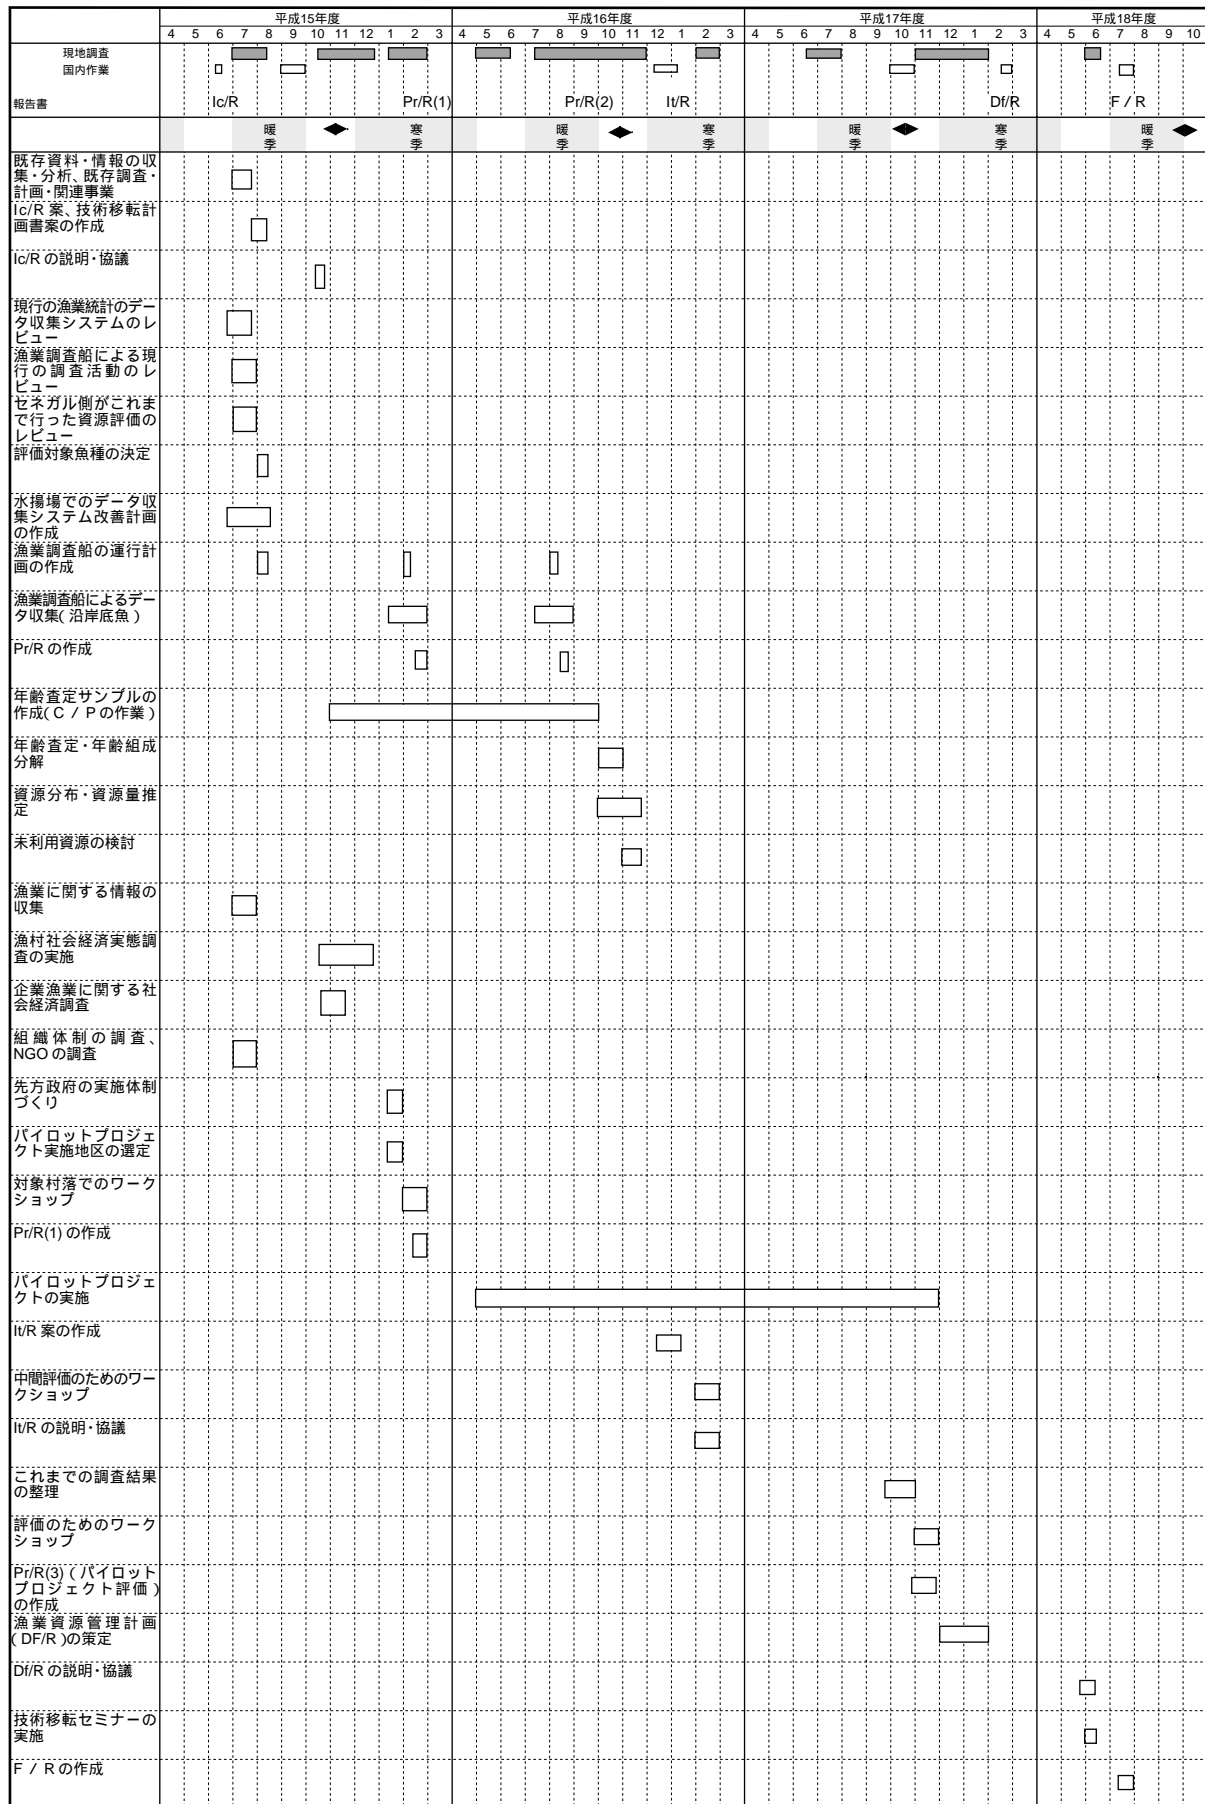 平成15年度 平成16年度 平成17年度 平成18年度
4 5 6 7 8 9 10 11 12 1 2 3 4 5 6 7 8 9 10 11 12 1 2 3 4 5 6 7 8 9 10 11 12 1 2 3 4 5 6 7 8 9 10
現地調査
国内作業
報告書 Ic/R Pr/R(1) Pr/R(2) It/R Df/R F / R
暖 寒 暖 寒 暖 寒 暖
季 季 季 季 季 季 季
既存資料・情報の収
集・分析、既存調査・
計画・関連事業
Ic/R 案、技術移転計
画書案の作成
Ic/R の説明・協議
現行の漁業統計のデー
タ収集システムのレ
ビュー
漁業調査船による現
行の調査活動のレ
ビュー
セネガル側がこれま
で行った資源評価の
レビュー
評価対象魚種の決定
水揚場でのデータ収
集システム改善計画
の作成
漁業調査船の運行計
画の作成
漁業調査船によるデー
タ収集(沿岸底魚)
Pr/R の作成
年齢査定サンプルの
作成(C / P の作業)
年齢査定・年齢組成
分解
資源分布・資源量推
定
未利用資源の検討
漁業に関する情報の
収集
漁村社会経済実態調
査の実施
企業漁業に関する社
会経済調査
組織体制の調査、
NGO の調査
先方政府の実施体制
づくり
パイロットプロジェ
クト実施地区の選定
対象村落でのワーク
ショップ
Pr/R(1) の作成
パイロットプロジェ
クトの実施
It/R 案の作成
中間評価のためのワー
クショップ
It/R の説明・協議
これまでの調査結果
の整理
評価のためのワーク
ショップ
Pr/R(3) (パイロット
プロジェクト評価)
の作成
漁業資源管理計画
(DF/R)の策定
Df/R の説明・協議
技術移転セミナーの
実施
F / R の作成